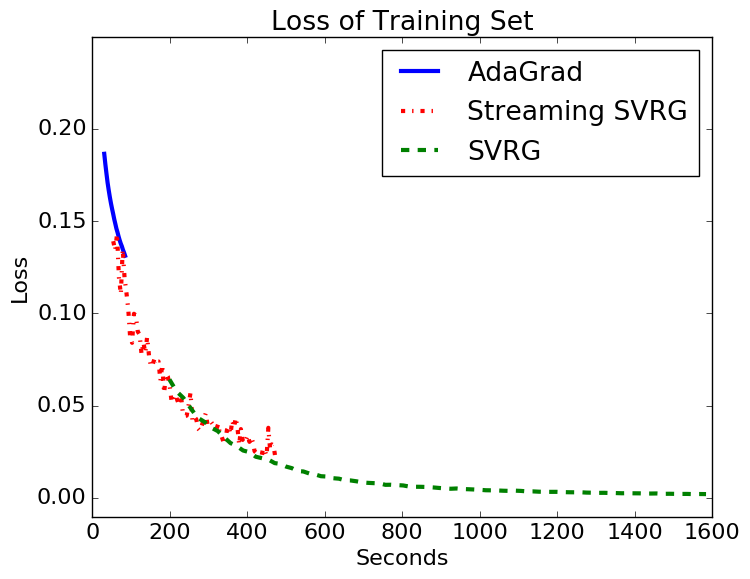 Loss of Training Set
AdaGrad
Streaming SVRG
SVRG
0.20
0.15
0.10
0.05
0.00
Loss
0 200 400 600 800 1000 1200 1400 1600
Seconds